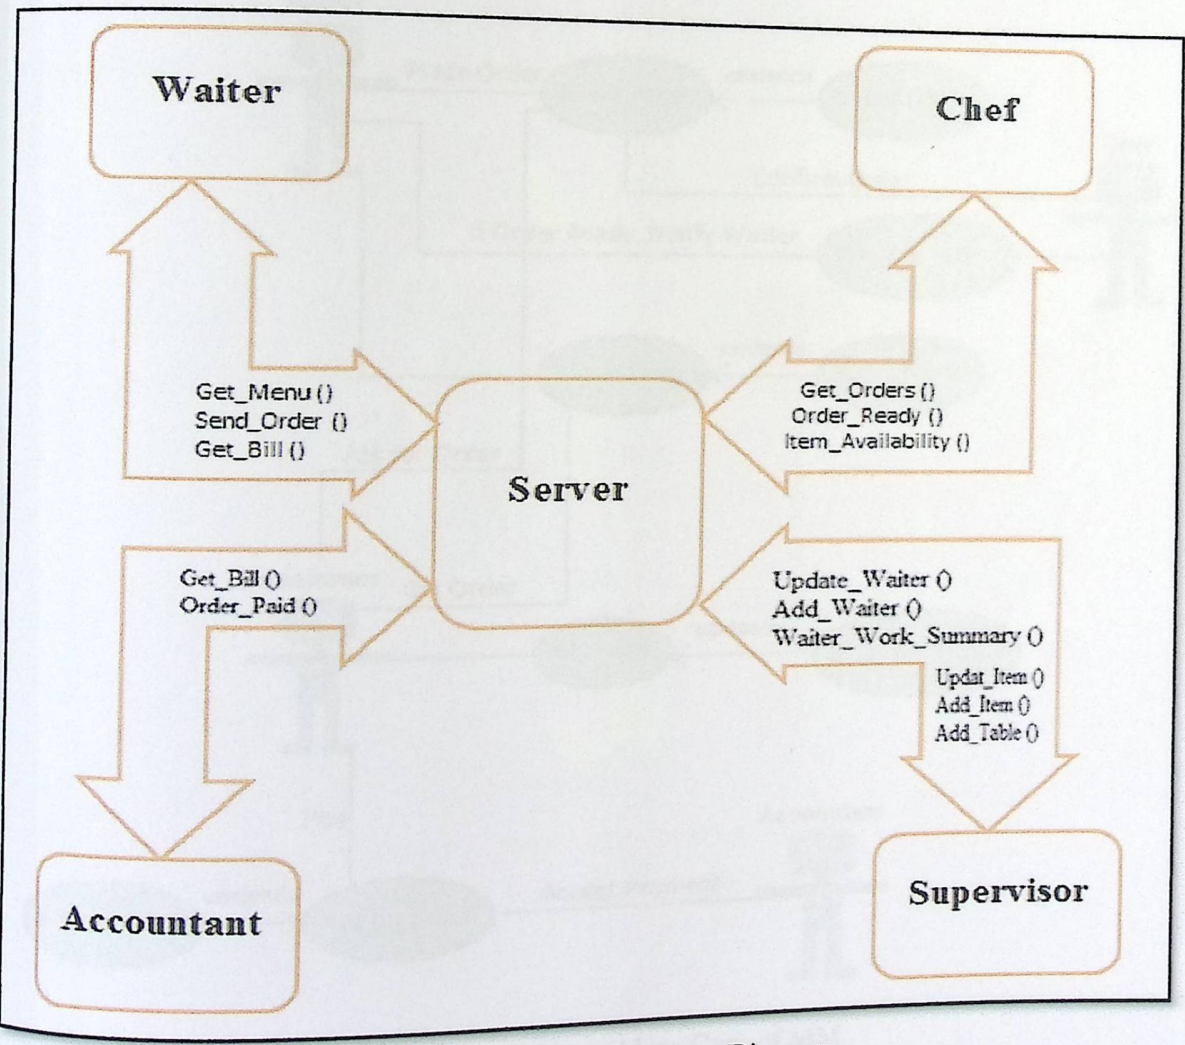 Waiter
Chef
Get_Menu ()
Send_Order ()
Get_Bill ()
Get_Orders ()
Order_Ready ()
Item_Availability ()
Server
Get_Bill ()
Order_Paid ()
Update_Waiter ()
Add_Waiter ()
Waiter_Work_Summary ()
Updat_Item ()
Add_Item ()
Add_Table ()
Accountant
Supervisor